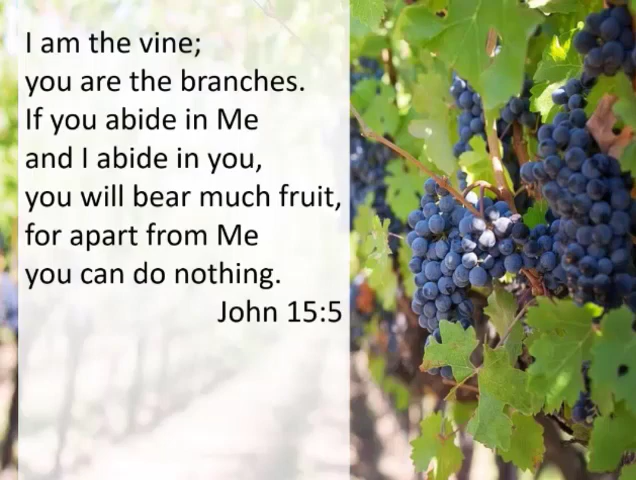 I am the vine;
you are the branches.
If you abide in Me
and I abide in you,
you will bear much fruit,
for apart from Me
you can do nothing.
John 15:5